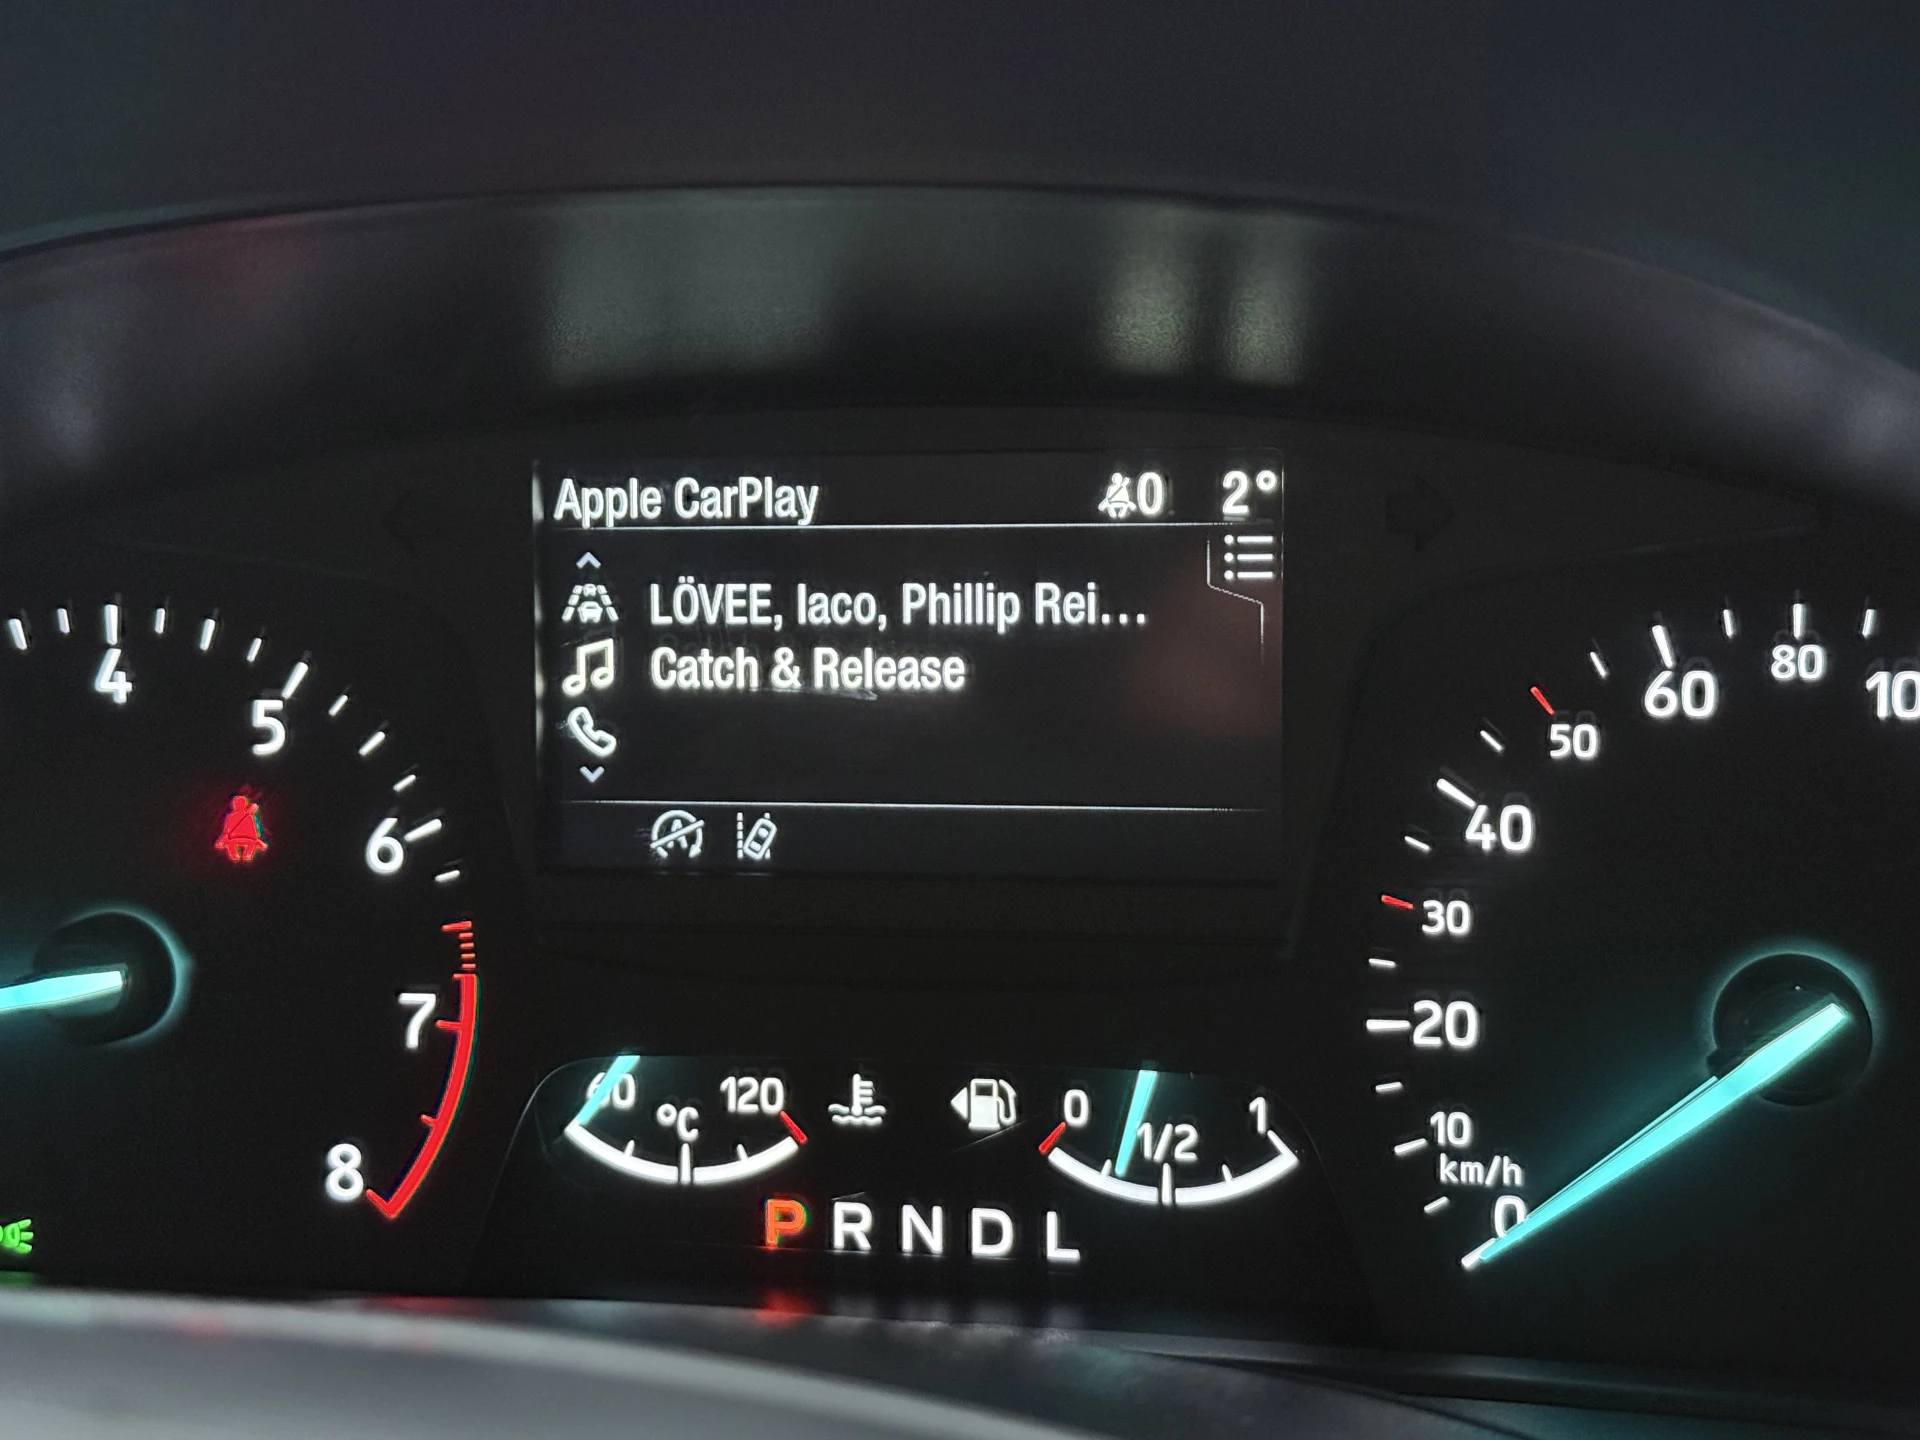 Apple CarPlay 0 2°
LÖVEE, Iaco, Phillip Rei...
Catch & Release
4
5
6
7
8
60 °C 120
0 1/2 1
P R N D L
100
80
60
50
40
30
20
10
km/h
0